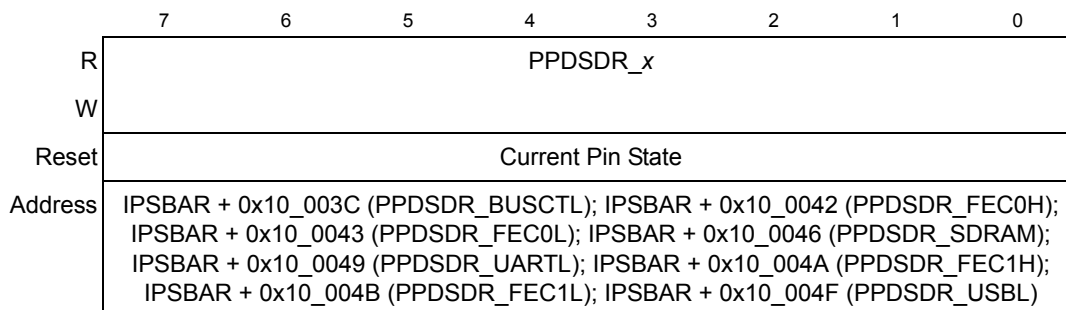 7 6 5 4 3 2 1 0
R PPDSDR_x
W
Reset Current Pin State
Address IPSBAR + 0x10_003C (PPDSDR_BUSCTL); IPSBAR + 0x10_0042 (PPDSDR_FEC0H);
IPSBAR + 0x10_0043 (PPDSDR_FEC0L); IPSBAR + 0x10_0046 (PPDSDR_SDRAM);
IPSBAR + 0x10_0049 (PPDSDR_UARTL); IPSBAR + 0x10_004A (PPDSDR_FEC1H);
IPSBAR + 0x10_004B (PPDSDR_FEC1L); IPSBAR + 0x10_004F (PPDSDR_USBL)